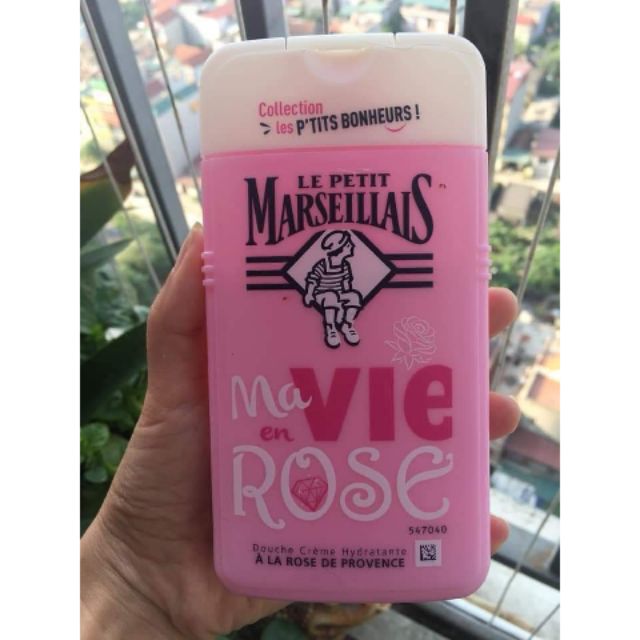 Collection
les P'TITS BONHEURS !
LE PETIT
MARSEILLAIS
Ma VIe
en
ROSe
547040
Douche Crème Hydratante
À LA ROSE DE PROVENCE